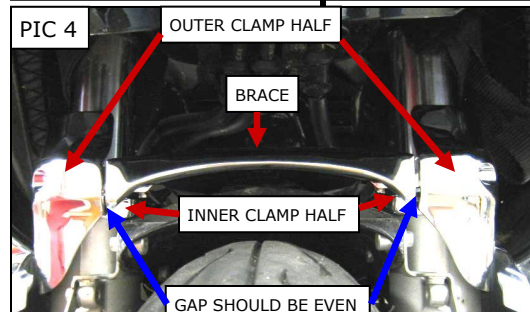 PIC 4
OUTER CLAMP HALF
BRACE
INNER CLAMP HALF
GAP SHOULD BE EVEN